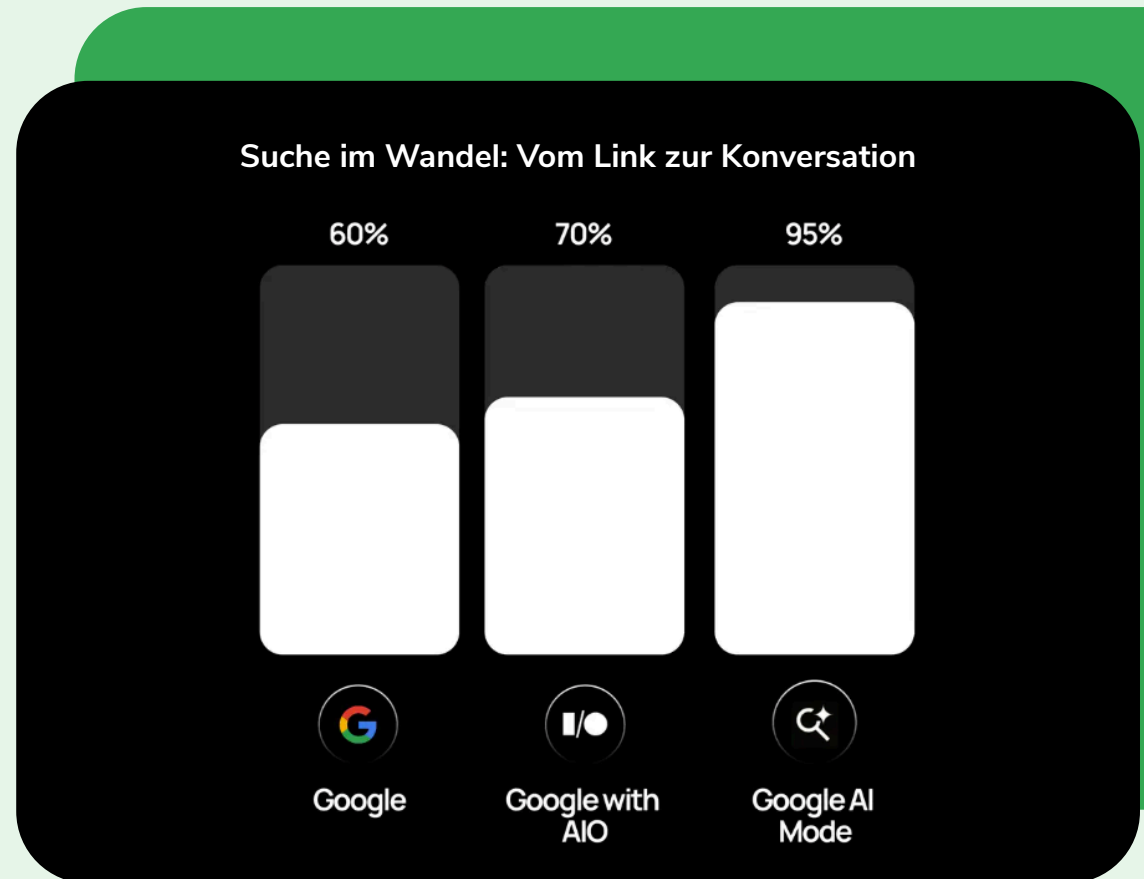 Suche im Wandel: Vom Link zur Konversation
60%
70%
95%
Google
Google with
AIO
Google AI
Mode